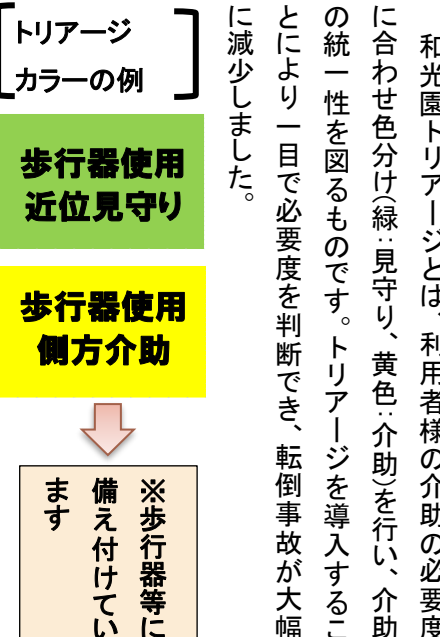 和光園トリアージとは、利用者様の介助の必要度
に合わせ色分け（緑：見守り、黄色：介助）を行い、介助
の統一性を図るものです。トリアージを導入するこ
とにより一目で必要度を判断でき、転倒事故が大幅
に減少しました。
トリアージ
カラーの例
歩行器使用
近位見守り
歩行器使用
側方介助
※歩行器等に
備え付けてい
ます